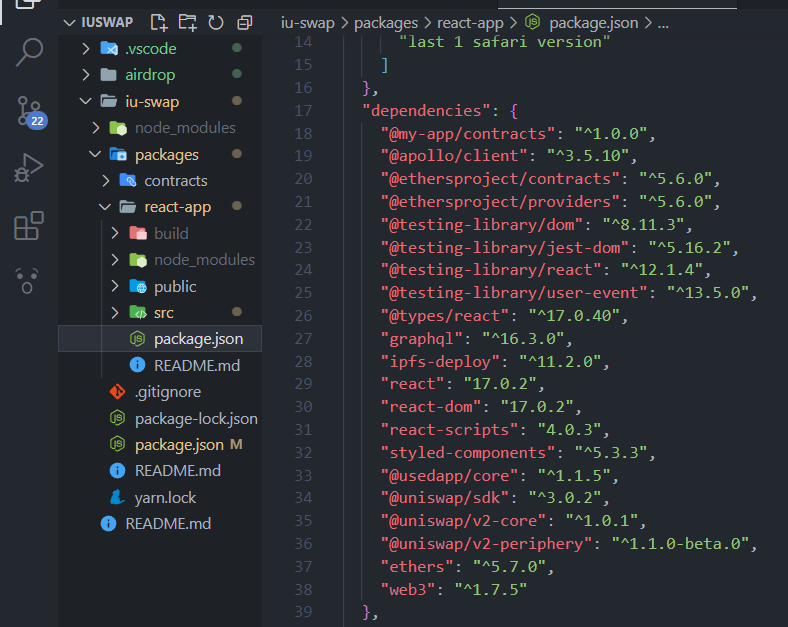 IUSWAP
.vscode
airdrop
iu-swap
node_modules
packages
contracts
react-app
build
node_modules
public
src
package.json
README.md
.gitignore
package-lock.json
package.json M
README.md
yarn.lock
README.md
22
iu-swap > packages > react-app > package.json > ...
14 "last 1 safari version"
15 ]
16 },
17 "dependencies": {
18 "@my-app/contracts": "^1.0.0",
19 "@apollo/client": "^3.5.10",
20 "@ethersproject/contracts": "^5.6.0",
21 "@ethersproject/providers": "^5.6.0",
22 "@testing-library/dom": "^8.11.3",
23 "@testing-library/jest-dom": "^5.16.2",
24 "@testing-library/react": "^12.1.4",
25 "@testing-library/user-event": "^13.5.0",
26 "@types/react": "^17.0.40",
27 "graphql": "^16.3.0",
28 "ipfs-deploy": "^11.2.0",
29 "react": "17.0.2",
30 "react-dom": "17.0.2",
31 "react-scripts": "4.0.3",
32 "styled-components": "^5.3.3",
33 "@usedapp/core": "^1.1.5",
34 "@uniswap/sdk": "^3.0.2",
35 "@uniswap/v2-core": "^1.0.1",
36 "@uniswap/v2-periphery": "^1.1.0-beta.0",
37 "ethers": "^5.7.0",
38 "web3": "^1.7.5"
39 },